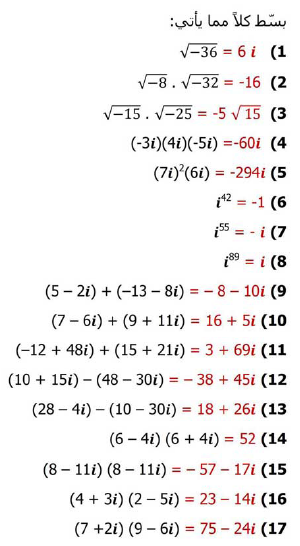 بسّط كلاً مما يأتي:
(1 √−36 = 6 i
(2 √−8 . √−32 = -16
(3 √−15 . √−25 = -5 √15
(4 (-3i)(4i)(-5i) =-60i
(5 (7i)²(6i) = -294i
(6 i⁴² = -1
(7 i⁵⁵ = - i
(8 i⁸⁹ = i
(9 (5 − 2i) + (−13 − 8i) = − 8 − 10i
(10 (7 − 6i) + (9 + 11i) = 16 + 5i
(11 (−12 + 48i) + (15 + 21i) = 3 + 69i
(12 (10 + 15i) − (48 − 30i) = − 38 + 45i
(13 (28 − 4i) − (10 − 30i) = 18 + 26i
(14 (6 − 4i) (6 + 4i) = 52
(15 (8 − 11i) (8 − 11i) = − 57 − 17i
(16 (4 + 3i) (2 − 5i) = 23 − 14i
(17 (7 +2i) (9 − 6i) = 75 − 24i